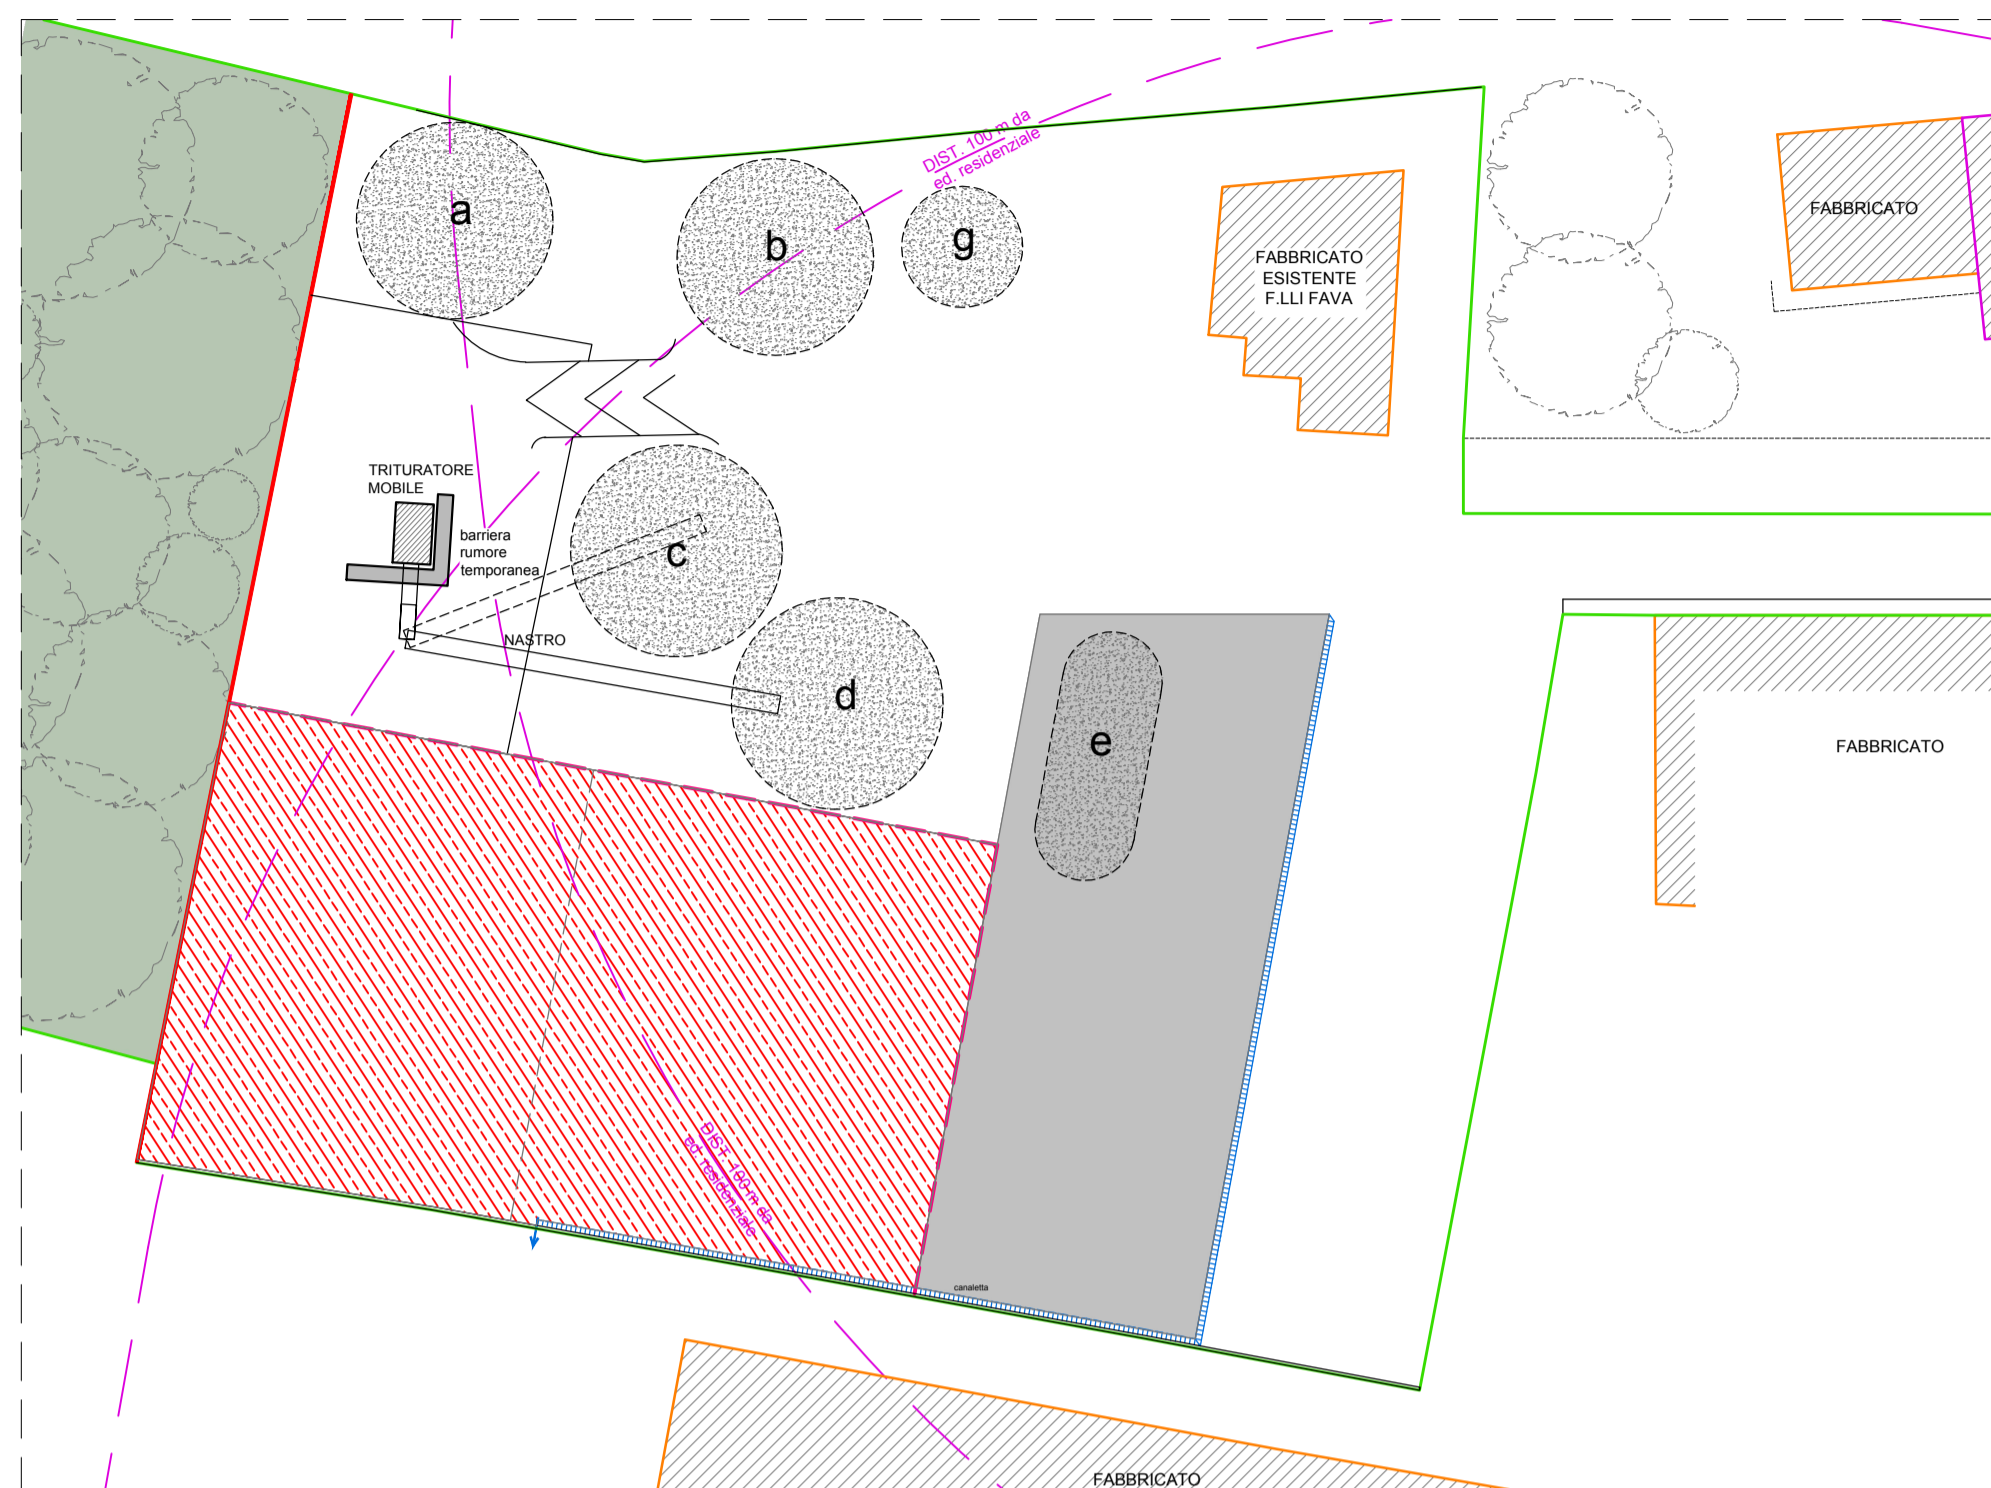 DIST. 100 m da
ed. residenziale
a
b
g
FABBRICATO
ESISTENTE
F.LLI FAVA
FABBRICATO
TRITURATORE
MOBILE
barriera
rumore
temporanea
c
NASTRO
d
e
FABBRICATO
DIST. 100 m da
ed. residenziale
canaletta
FABBRICATO